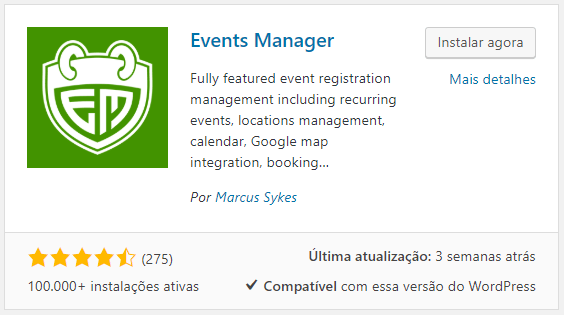 EM
Events Manager
Instalar agora
Mais detalhes
Fully featured event registration
management including recurring
events, locations management,
calendar, Google map
integration, booking...
Por Marcus Sykes
(275)
Última atualização: 3 semanas atrás
100.000+ instalações ativas
Compatível com essa versão do WordPress